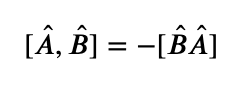 [Â, B̂] = −[B̂Â]